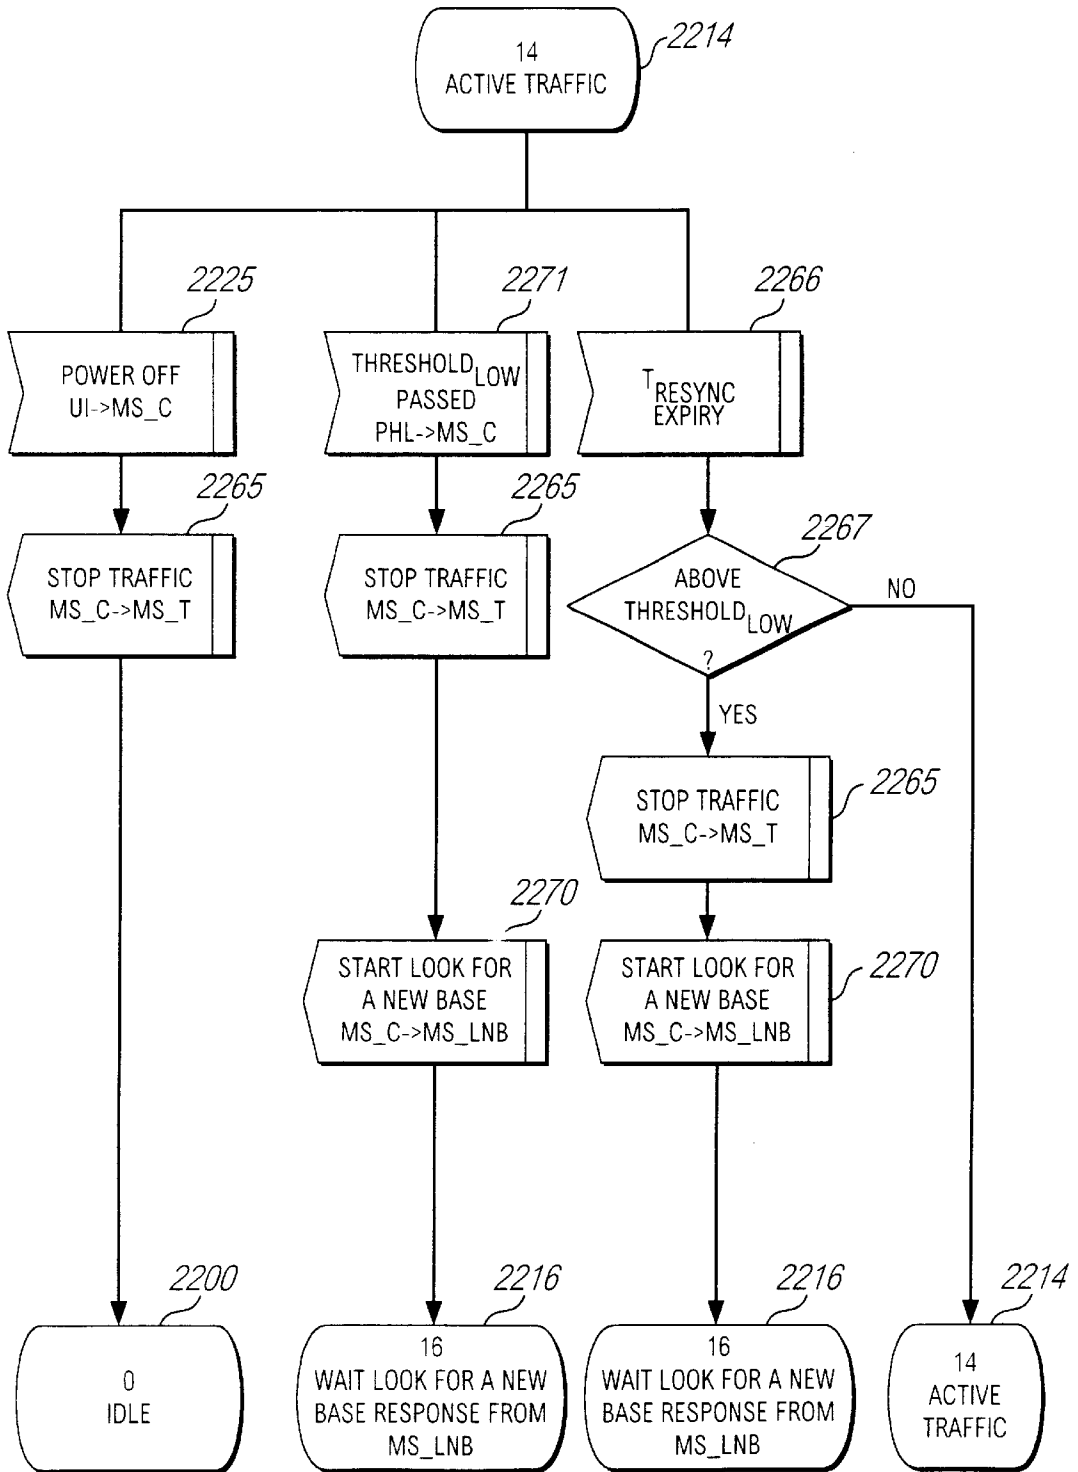 2214
14
ACTIVE TRAFFIC
2225
2271
2266
POWER OFF
UI->MS_C
THRESHOLD LOW
PASSED
PHL->MS_C
T RESYNC
EXPIRY
2265
2265
2267
STOP TRAFFIC
MS_C->MS_T
STOP TRAFFIC
MS_C->MS_T
ABOVE
THRESHOLD LOW
?
NO
YES
2265
STOP TRAFFIC
MS_C->MS_T
2270
START LOOK FOR
A NEW BASE
MS_C->MS_LNB
2270
START LOOK FOR
A NEW BASE
MS_C->MS_LNB
2200
2216
2216
2214
0
IDLE
16
WAIT LOOK FOR A NEW
BASE RESPONSE FROM
MS_LNB
16
WAIT LOOK FOR A NEW
BASE RESPONSE FROM
MS_LNB
14
ACTIVE
TRAFFIC